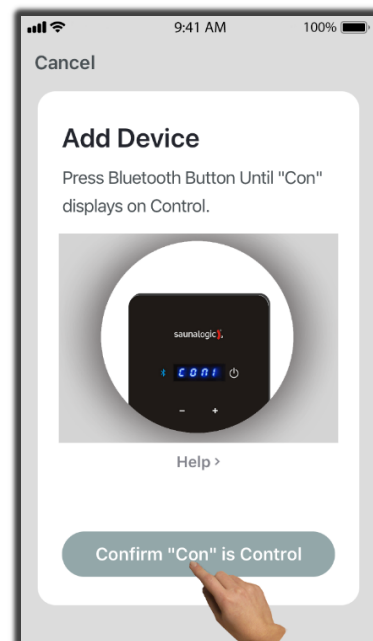 9:41 AM 100%
Cancel
Add Device
Press Bluetooth Button Until "Con"
displays on Control.
saunalogic2.
CON1
- +
Help >
Confirm "Con" is Control